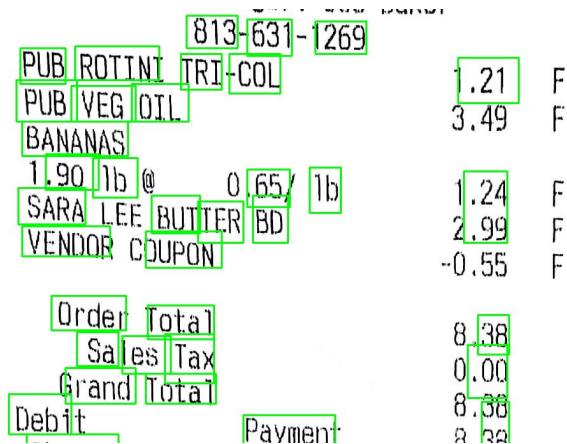 813-631-1269
PUB ROTINI TRI-COL 1.21 F
PUB VEG OIL 3.49 F
BANANAS
1.90 lb @ 0.65/ lb 1.24 F
SARA LEE BUTTER BD 2.99 F
VENDOR COUPON -0.55 F
Order Total 8.38
Sales Tax 0.00
Grand Total 8.38
Debit Payment 8.38